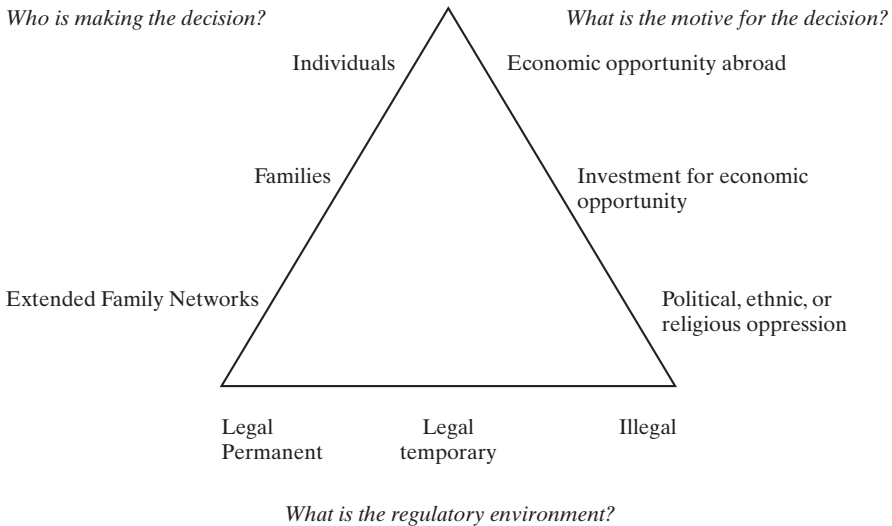 Who is making the decision?
What is the motive for the decision?
Individuals
Economic opportunity abroad
Families
Investment for economic
opportunity
Extended Family Networks
Political, ethnic, or
religious oppression
Legal
Permanent
Legal
temporary
Illegal
What is the regulatory environment?